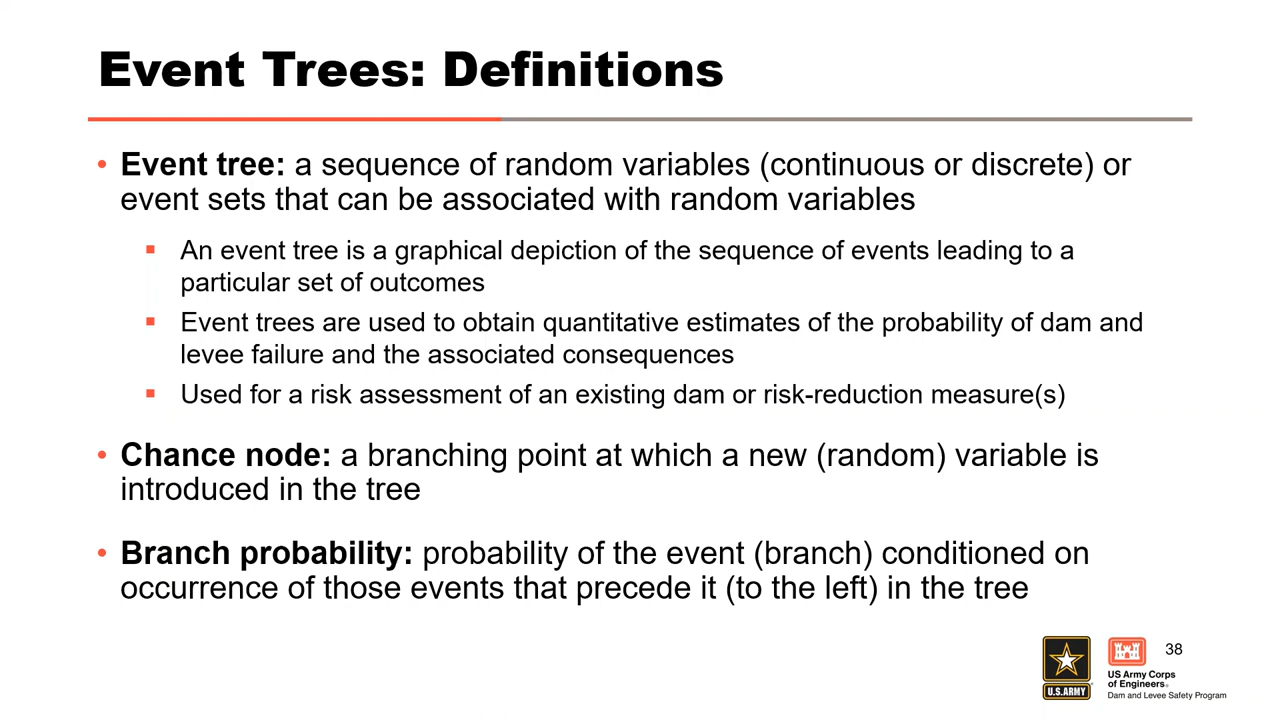 Event Trees: Definitions
• Event tree: a sequence of random variables (continuous or discrete) or
event sets that can be associated with random variables
▪ An event tree is a graphical depiction of the sequence of events leading to a
particular set of outcomes
▪ Event trees are used to obtain quantitative estimates of the probability of dam and
levee failure and the associated consequences
▪ Used for a risk assessment of an existing dam or risk-reduction measure(s)
• Chance node: a branching point at which a new (random) variable is
introduced in the tree
• Branch probability: probability of the event (branch) conditioned on
occurrence of those events that precede it (to the left) in the tree
38
U.S. ARMY
US Army Corps
of Engineers®
Dam and Levee Safety Program